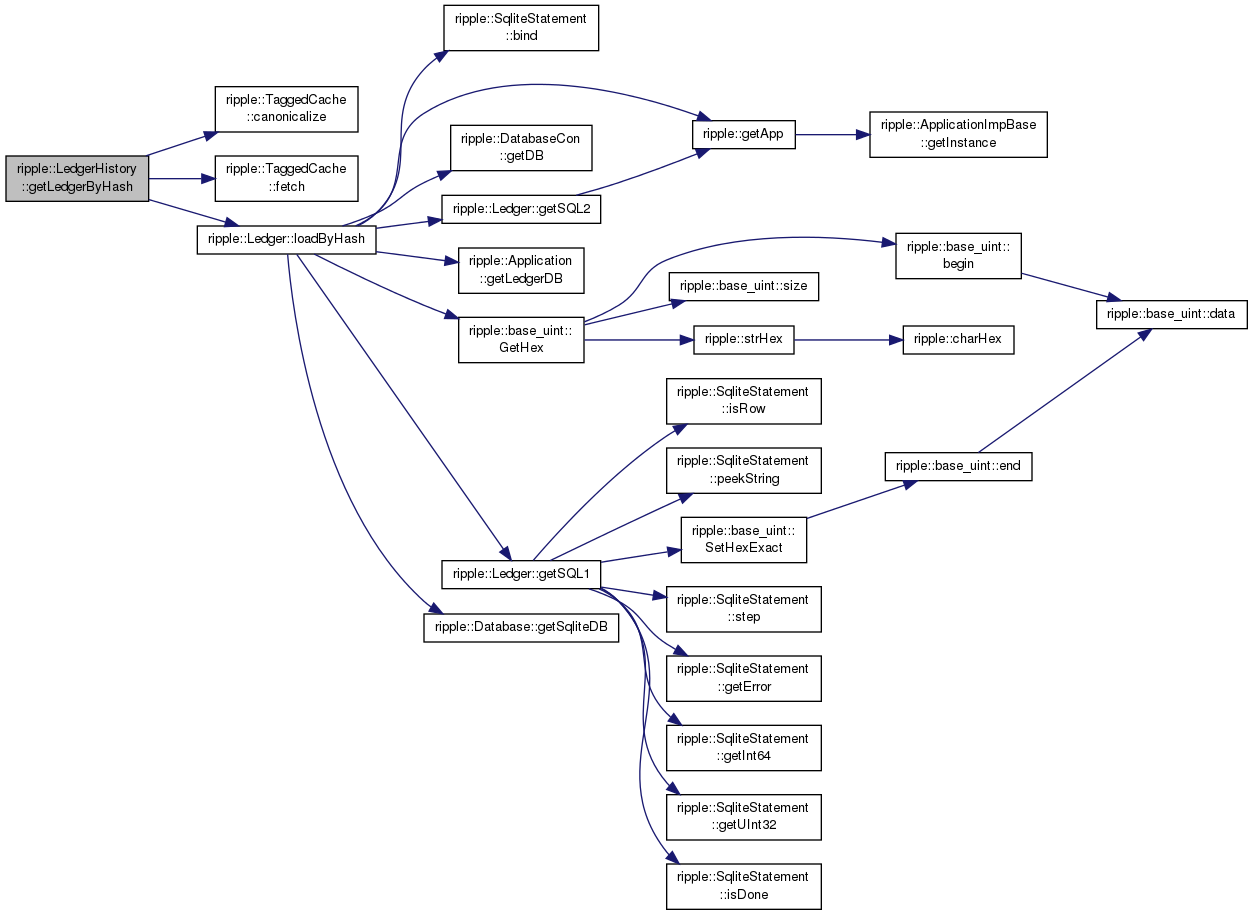 ripple::LedgerHistory
::getLedgerByHash
ripple::TaggedCache
::canonicalize
ripple::TaggedCache
::fetch
ripple::Ledger::loadByHash
ripple::SqliteStatement
::bind
ripple::DatabaseCon
::getDB
ripple::Ledger::getSQL2
ripple::Application
::getLedgerDB
ripple::base_uint::
GetHex
ripple::Ledger::getSQL1
ripple::Database::getSqliteDB
ripple::getApp
ripple::base_uint::size
ripple::strHex
ripple::SqliteStatement
::isRow
ripple::SqliteStatement
::peekString
ripple::base_uint::
SetHexExact
ripple::SqliteStatement
::step
ripple::SqliteStatement
::getError
ripple::SqliteStatement
::getInt64
ripple::SqliteStatement
::getUInt32
ripple::SqliteStatement
::isDone
ripple::ApplicationImpBase
::getInstance
ripple::base_uint::
begin
ripple::charHex
ripple::base_uint::end
ripple::base_uint::data